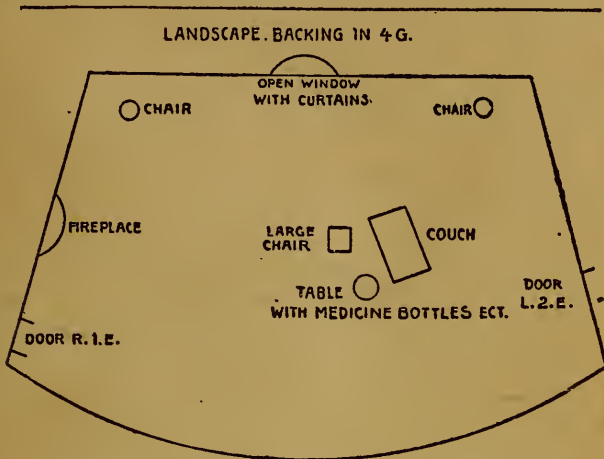 LANDSCAPE. BACKING IN 4 G.
OPEN WINDOW
WITH CURTAINS.
CHAIR
CHAIR
FIREPLACE
LARGE
CHAIR
COUCH
TABLE
WITH MEDICINE BOTTLES ECT.
DOOR
L.2.E.
DOOR R.1.E.